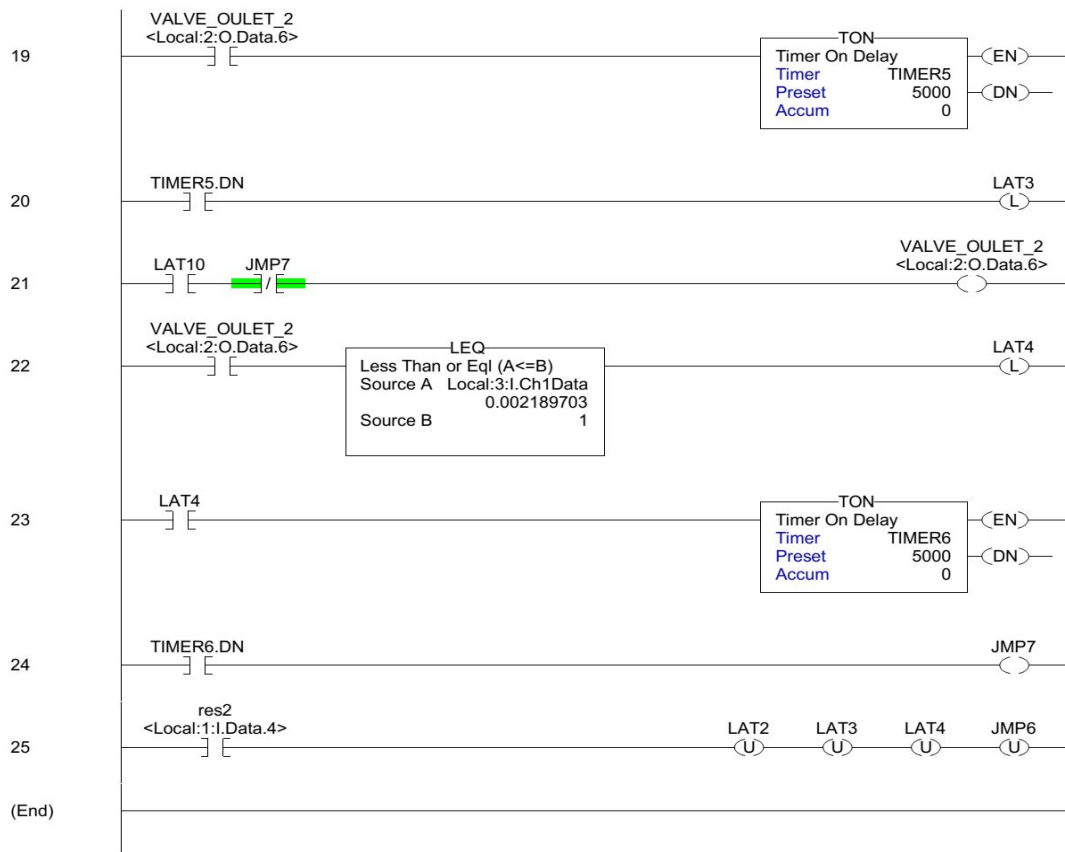 VALVE_OULET_2
<Local:2:O.Data.6>
19
TON
Timer On Delay
Timer TIMER5
Preset 5000
Accum 0
EN
DN
TIMER5.DN
LAT3
20
L
VALVE_OULET_2
<Local:2:O.Data.6>
LAT10 JMP7
21
/
VALVE_OULET_2
<Local:2:O.Data.6>
22
LEQ
Less Than or Eql (A<=B)
Source A Local:3:I.Ch1Data
0.002189703
Source B 1
LAT4
L
LAT4
23
TON
Timer On Delay
Timer TIMER6
Preset 5000
Accum 0
EN
DN
TIMER6.DN
JMP7
24
res2
<Local:1:I.Data.4>
LAT2 LAT3 LAT4 JMP6
25
U U U U
(End)